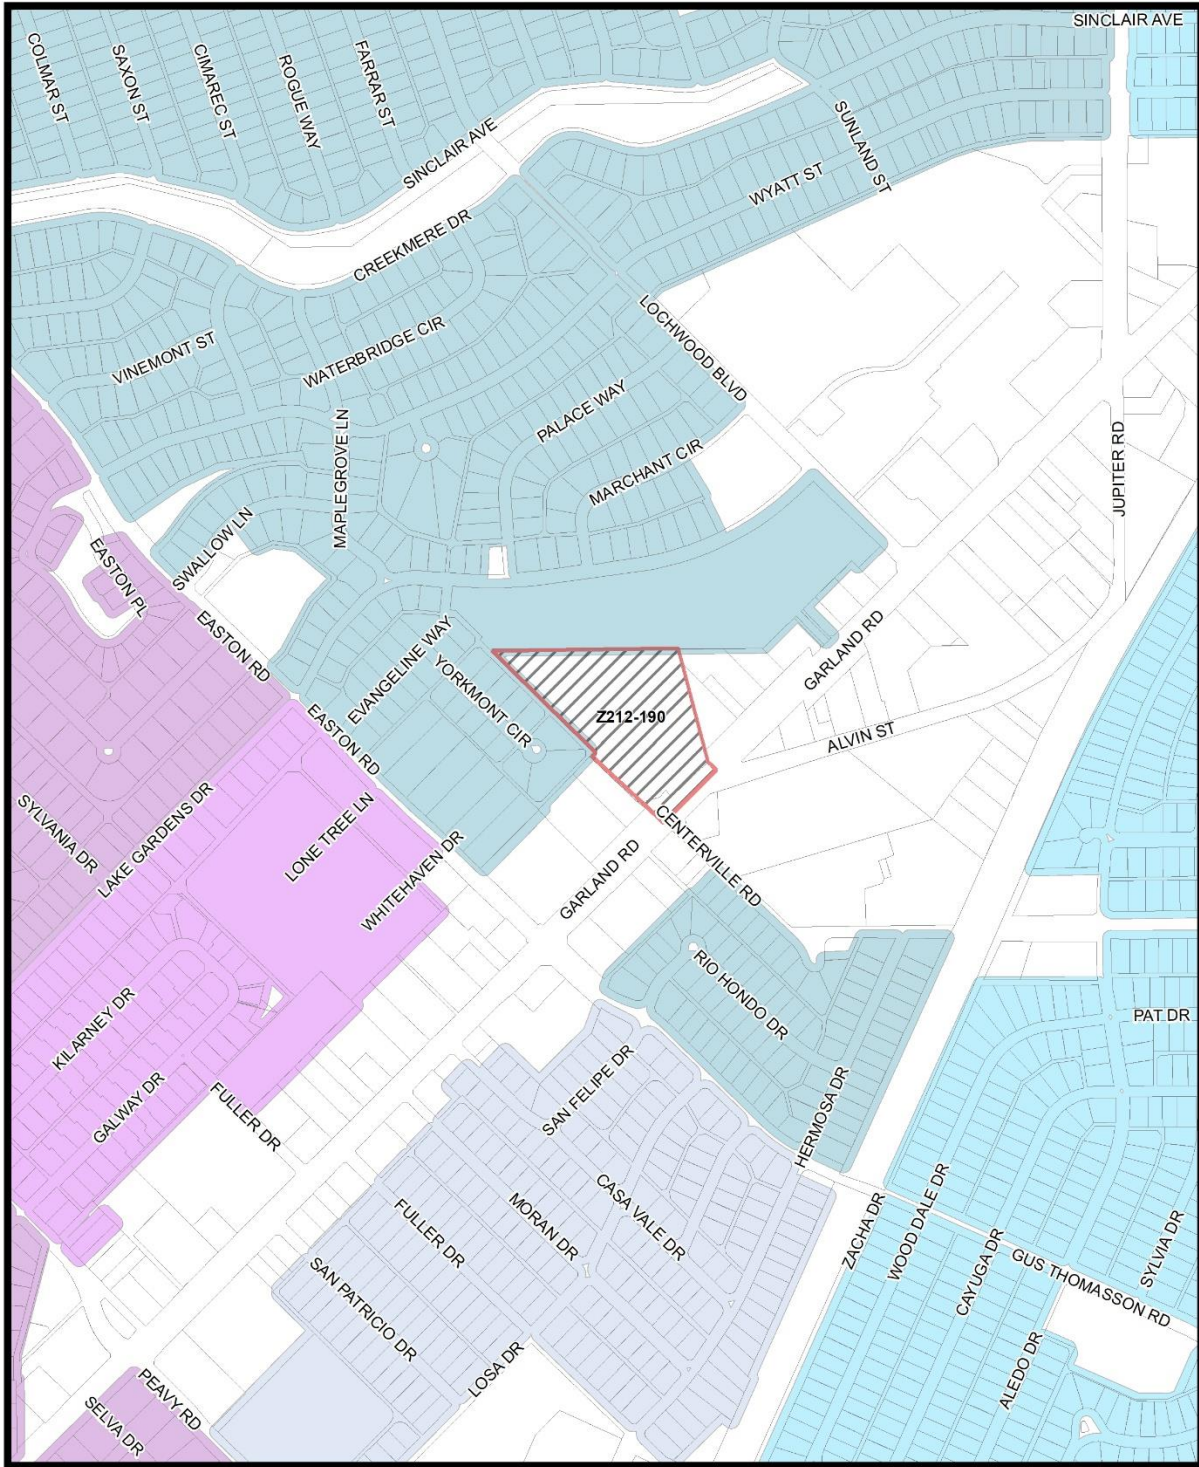 SINCLAIR AVE
COLMAR ST
SAXON ST
CIMAREC ST
ROGUE WAY
FARRAR ST
SINCLAIR AVE
SUNLAND ST
WYATT ST
CREEKMERE DR
LOCHWOOD BLVD
VINEMONT ST
WATERBRIDGE CIR
PALACE WAY
MAPLEGROVE LN
MARCHANT CIR
JUPITER RD
SWALLOW LN
EASTON PL
EASTON RD
EVANGELINE WAY
YORKMONT CIR
GARLAND RD
Z212-190
EASTON RD
ALVIN ST
LAKE GARDENS DR
SYLVANIA DR
LONE TREE LN
WHITEHAVEN DR
GARLAND RD
CENTERVILLE RD
RIO HONDO DR
KILARNEY DR
PAT DR
GALWAY DR
FULLER DR
SAN FELIPE DR
HERMOSA DR
CASA VALE DR
MORAN DR
FULLER DR
SAN PATRICIO DR
ZACHA DR
WOOD DALE DR
CAYUGA DR
SYLVIA DR
GUS THOMASSON RD
ALEDO DR
LOSA DR
PEAVY RD
SELVA DR